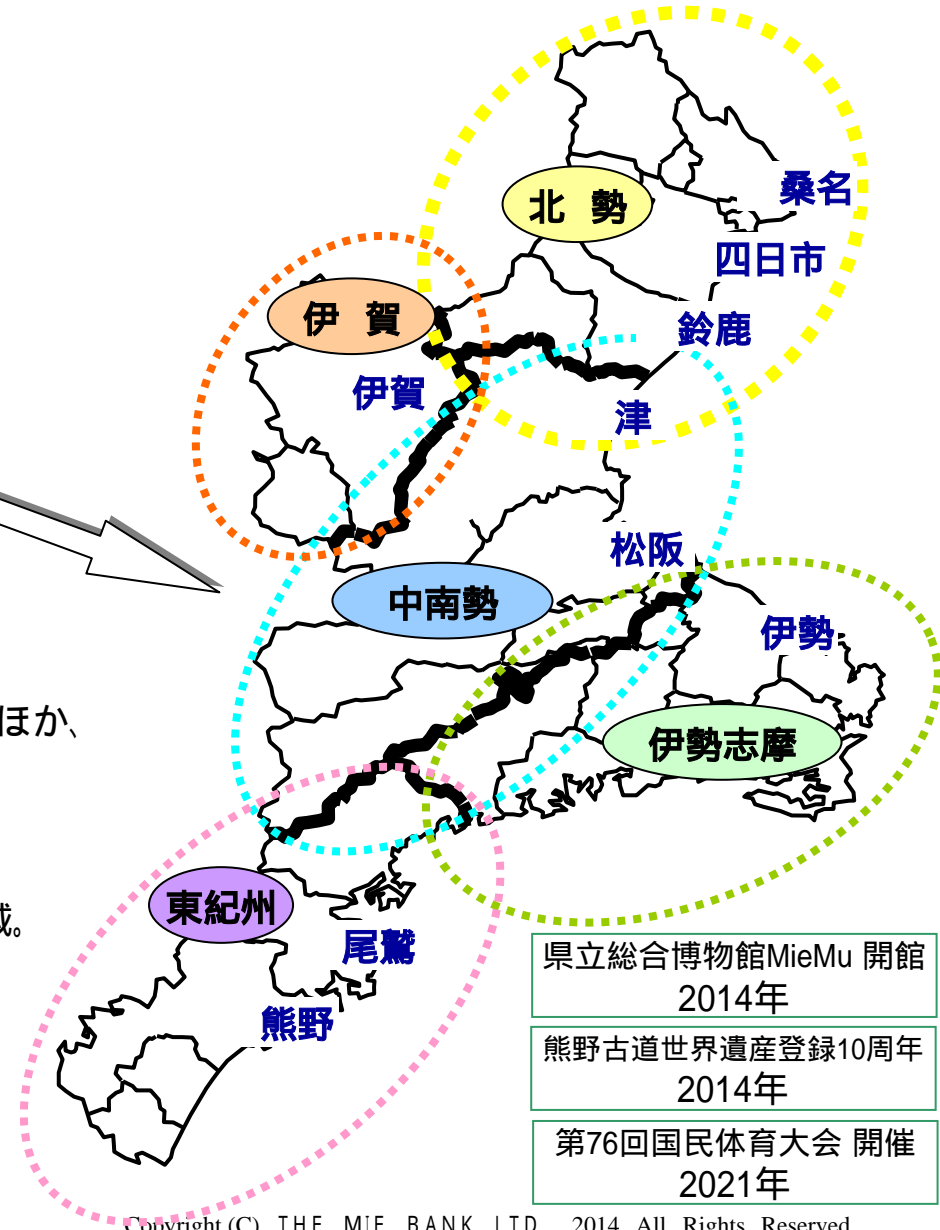 桑名
北 勢
四日市
伊 賀
鈴鹿
伊賀
津
松阪
中南勢
伊勢
ほか、
伊勢志摩
東紀州
尾鷲
熊野
県立総合博物館MieMu 開館
2014年
熊野古道世界遺産登録10周年
2014年
第76回国民体育大会 開催
2021年
Copyright (C) THE MIE BANK LTD. 2014 All Rights Reserved